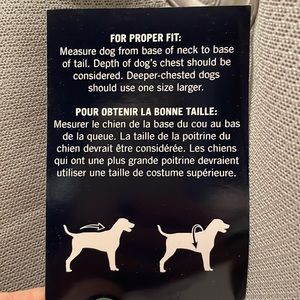 FOR PROPER FIT:
Measure dog from base of neck to base
of tail. Depth of dog's chest should
be considered. Deeper-chested dogs
should use one size larger.
POUR OBTENIR LA BONNE TAILLE:
Mesurer le chien de la base du cou au bas
de la queue. La taille de la poitrine du
chien devrait être considérée. Les chiens
qui ont une plus grande poitrine devraient
utiliser une taille de costume supérieure.